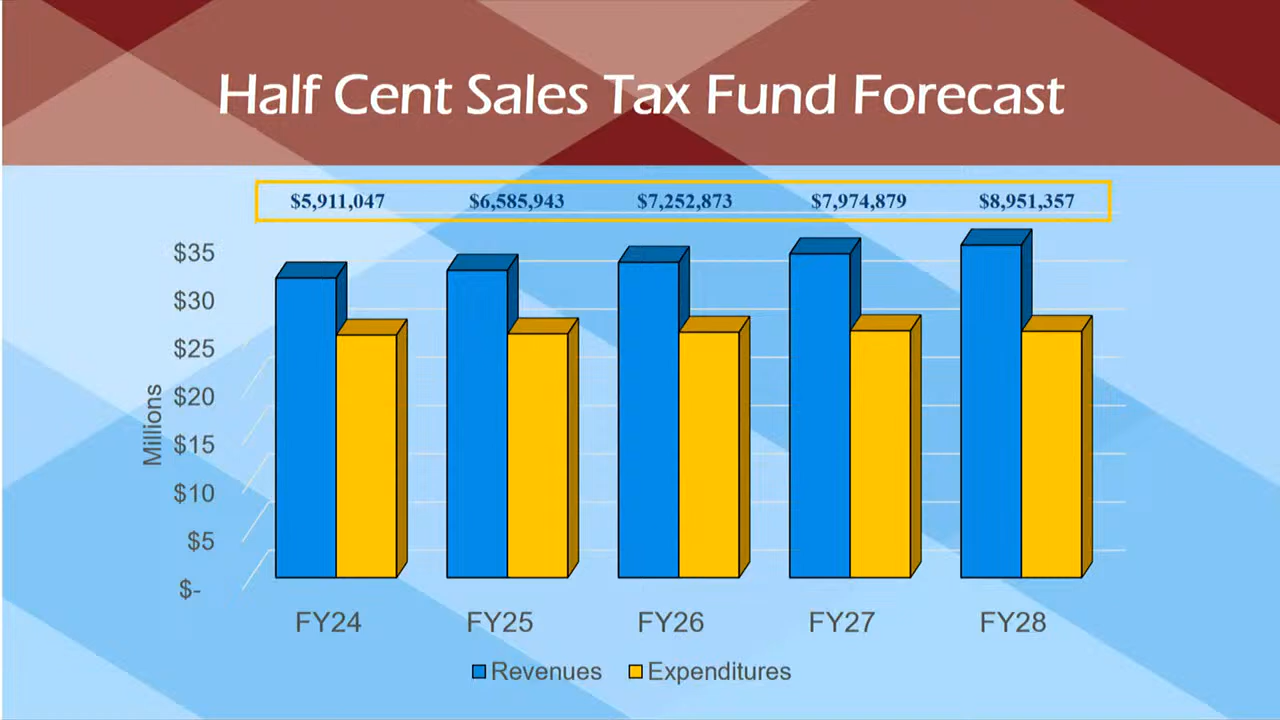 Half Cent Sales Tax Fund Forecast
$5,911,047 $6,585,943 $7,252,873 $7,974,879 $8,951,357
$35
$30
$25
$20
$15
$10
$5
$-
Millions
FY24 FY25 FY26 FY27 FY28
Revenues Expenditures